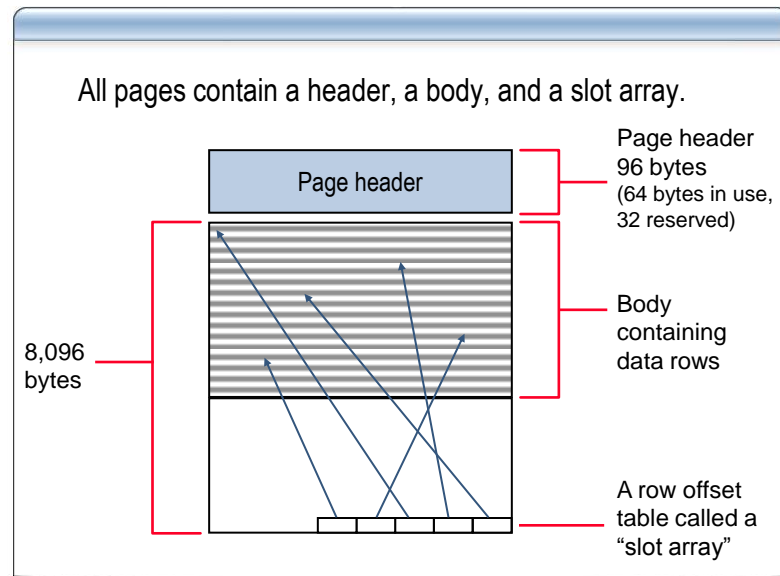 All pages contain a header, a body, and a slot array.
Page header
Page header
96 bytes
(64 bytes in use,
32 reserved)
8,096
bytes
Body
containing
data rows
A row offset
table called a
“slot array”